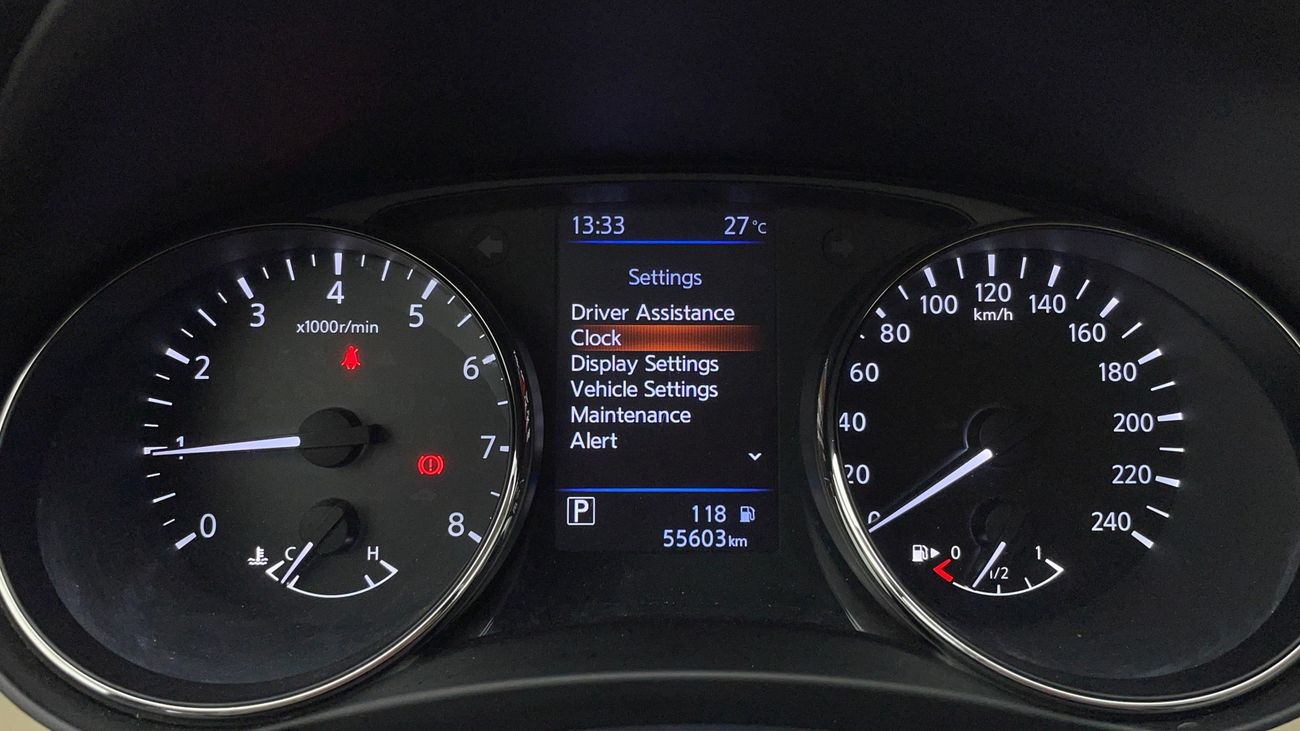 13:33 27°C
Settings
Driver Assistance
Clock
Display Settings
Vehicle Settings
Maintenance
Alert
P 118
55603km
0 1 2 3 4 5 6 7 8
x1000r/min
C H
0 20 40 60 80 100 120 140 160 180 200 220 240
km/h
0 1/2 1